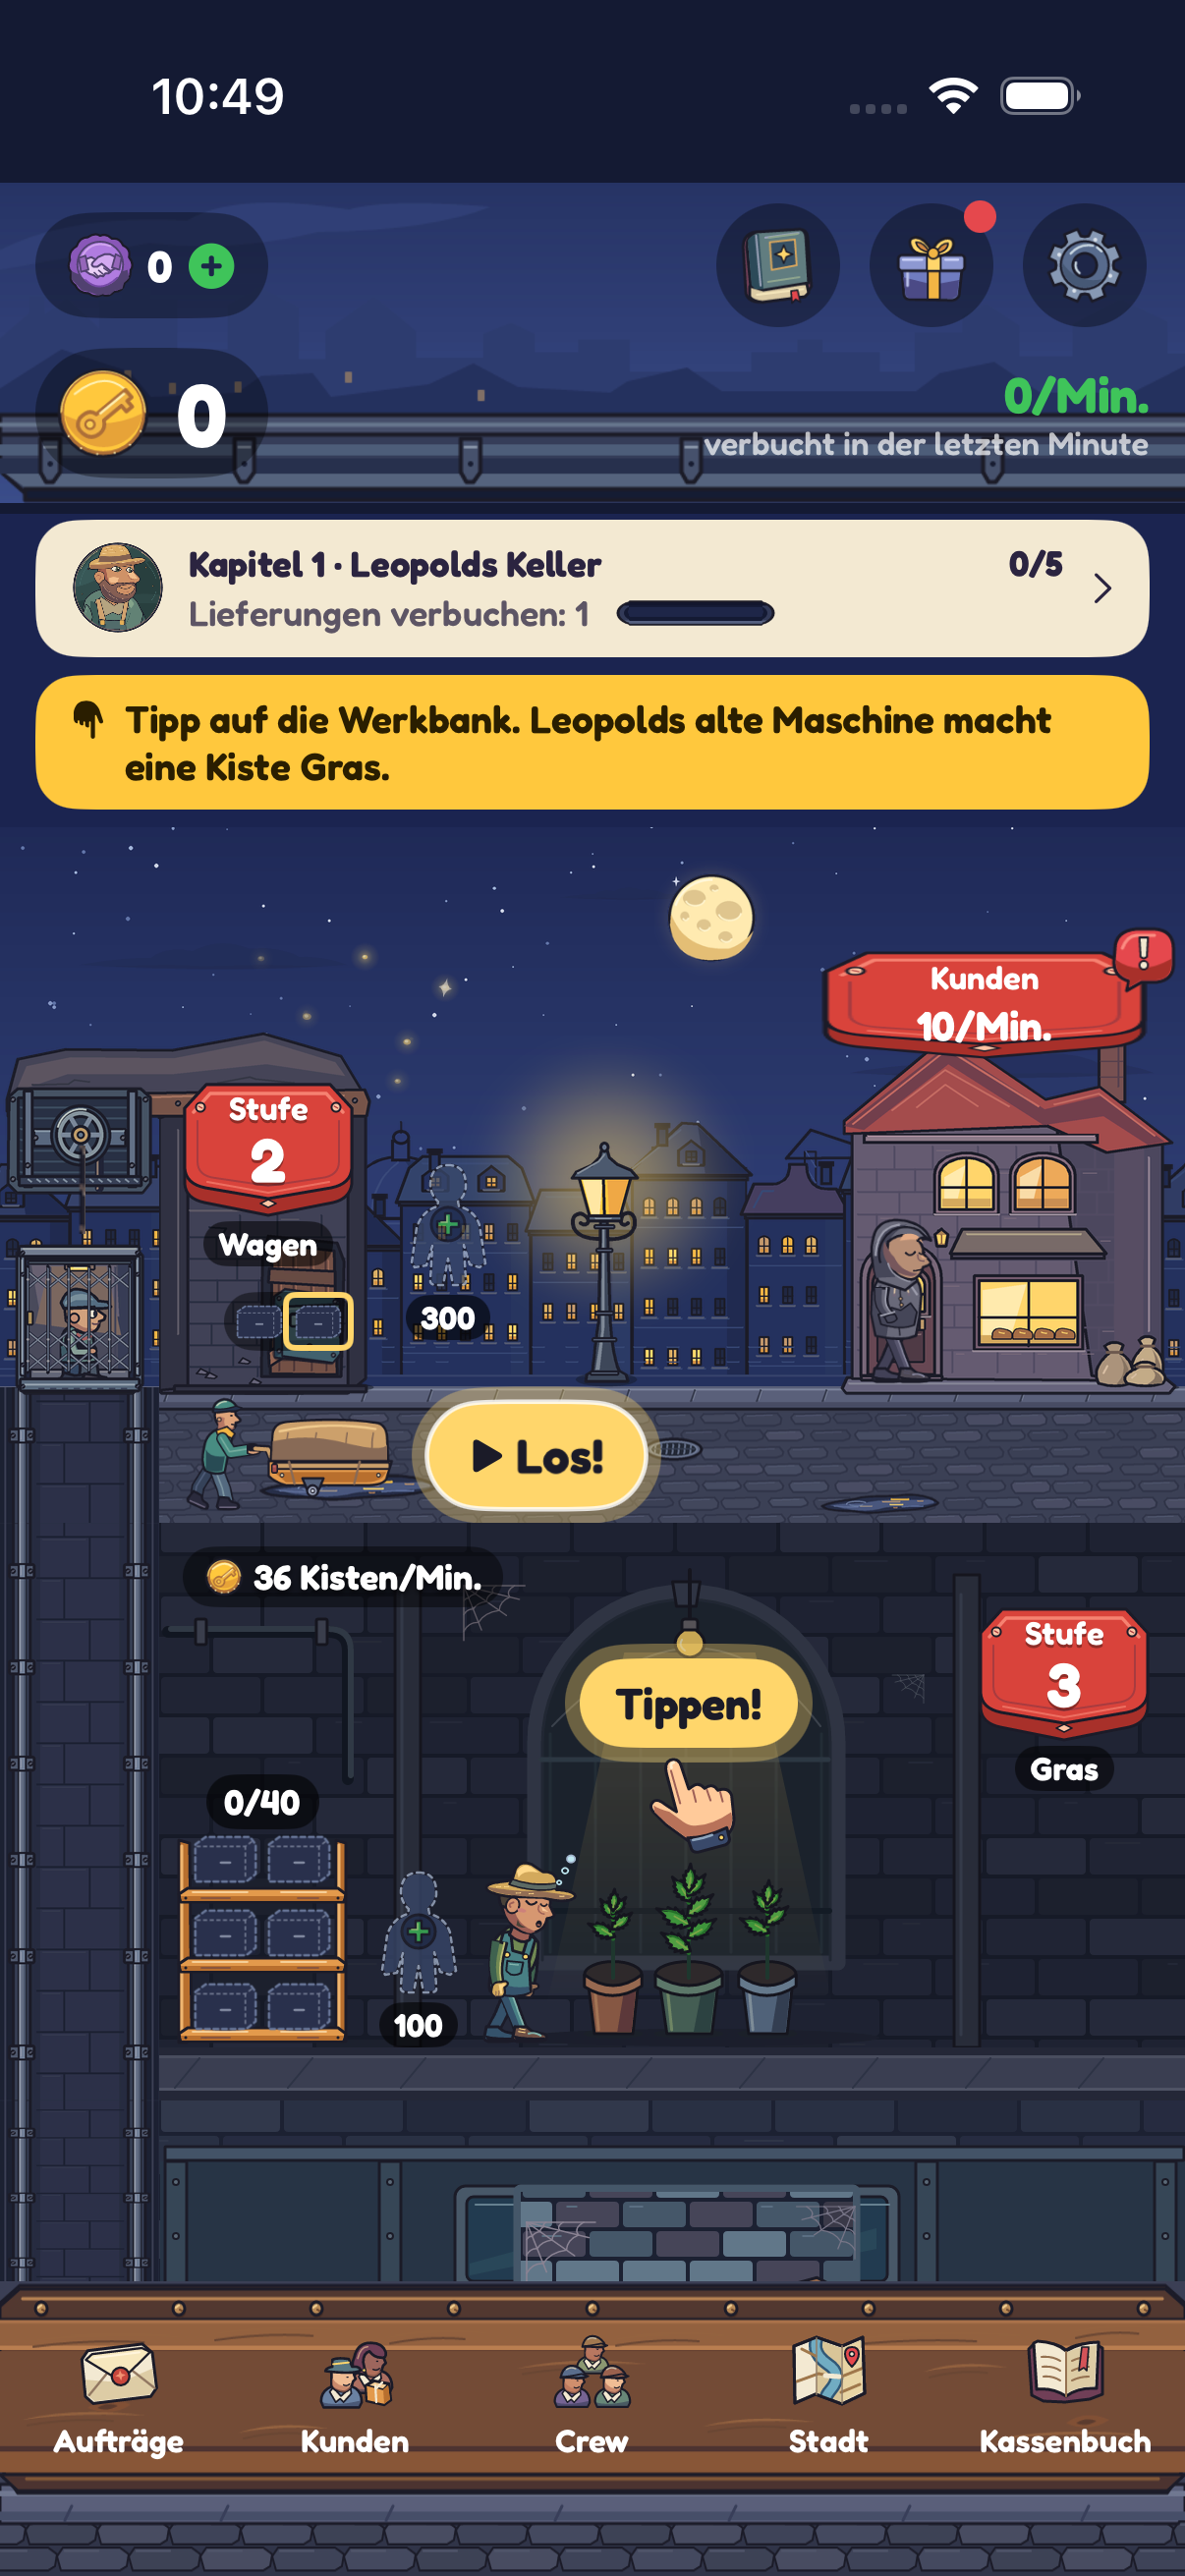 10:49
0
0
0/Min.
verbucht in der letzten Minute
Kapitel 1 · Leopolds Keller
0/5
Lieferungen verbuchen: 1
Tipp auf die Werkbank. Leopolds alte Maschine macht
eine Kiste Gras.
Kunden
10/Min.
!
Stufe
2
Wagen
300
Los!
36 Kisten/Min.
Tippen!
Stufe
3
Gras
0/40
100
Aufträge
Kunden
Crew
Stadt
Kassenbuch